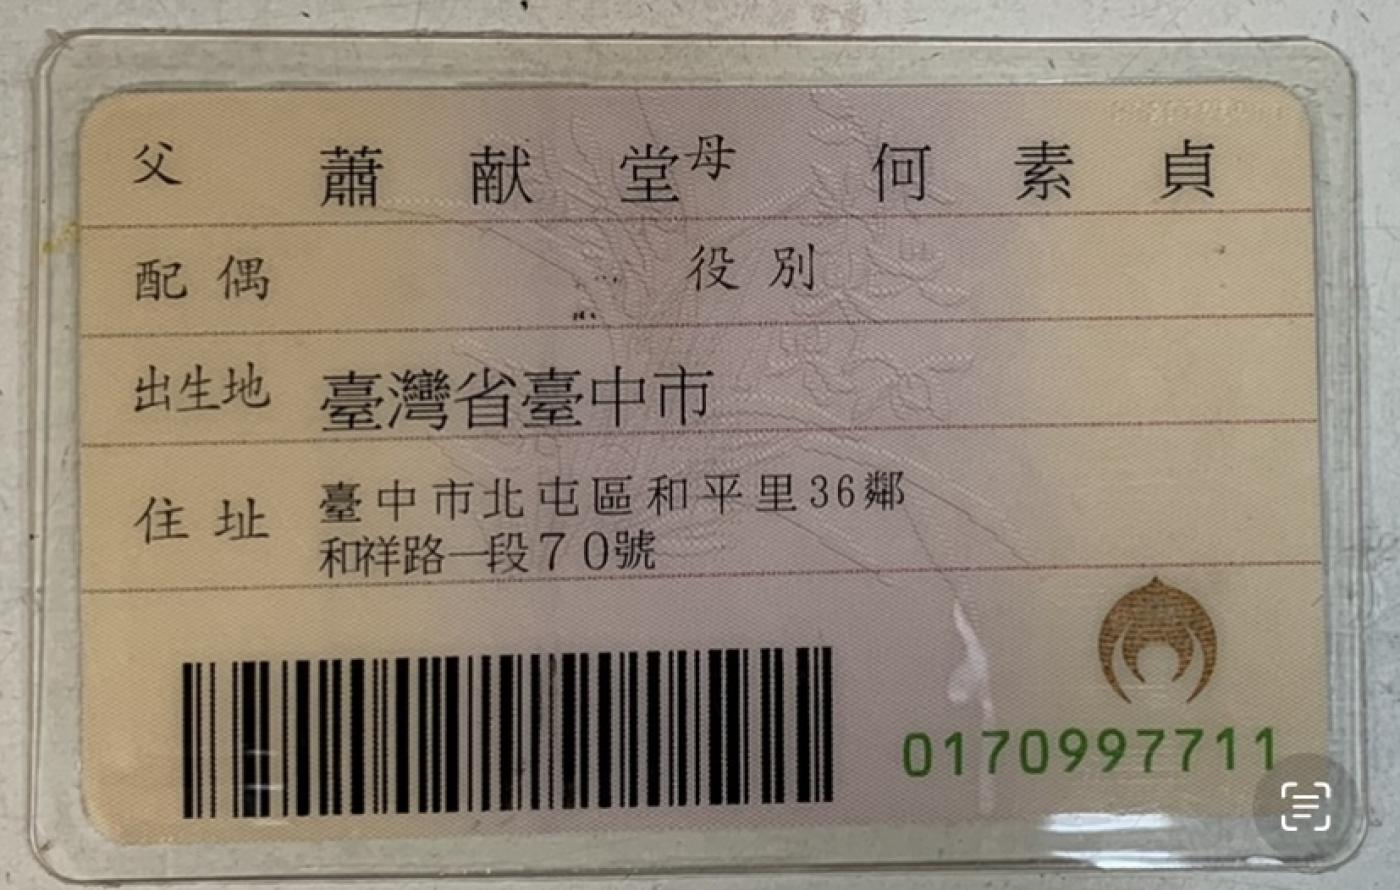 父 蕭献堂 母 何素貞
配偶 役別
出生地 臺灣省臺中市
住址 臺中市北屯區和平里36鄰
和祥路一段70號
0170997711